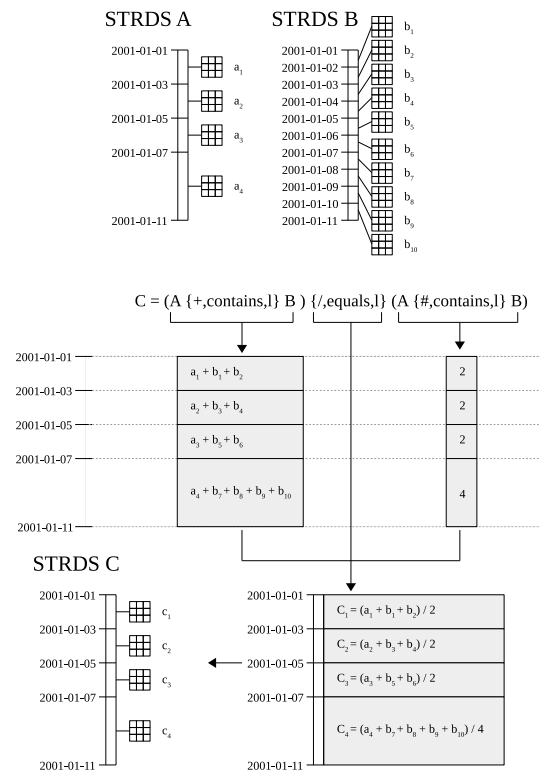 STRDS A
2001-01-01
a1
2001-01-03
a2
2001-01-05
a3
2001-01-07
a4
2001-01-11
STRDS B
b1
2001-01-01
b2
2001-01-02
b3
2001-01-03
b4
2001-01-04
2001-01-05
b5
2001-01-06
b6
2001-01-07
b7
2001-01-08
b8
2001-01-09
2001-01-10
b9
2001-01-11
b10
C = (A {+,contains,l} B ) {/,equals,l} (A {#,contains,l} B)
2001-01-01
a1 + b1 + b2
2
2001-01-03
a2 + b3 + b4
2
2001-01-05
a3 + b5 + b6
2
2001-01-07
a4 + b7 + b8 + b9 + b10
4
2001-01-11
STRDS C
2001-01-01
c1
2001-01-03
c2
2001-01-05
c3
2001-01-07
c4
2001-01-11
2001-01-01
C1 = (a1 + b1 + b2) / 2
2001-01-03
C2 = (a2 + b3 + b4) / 2
2001-01-05
C3 = (a3 + b5 + b6) / 2
2001-01-07
C4 = (a4 + b7 + b8 + b9 + b10) / 4
2001-01-11